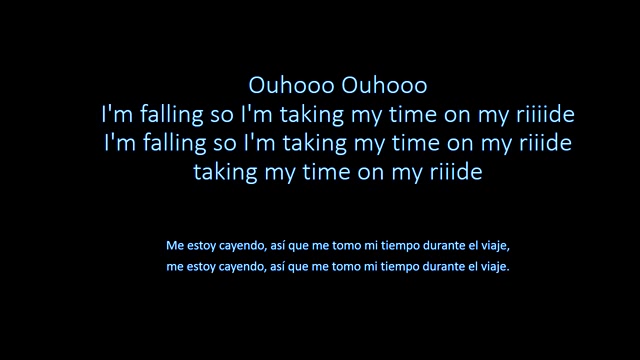 Ouhooo Ouhooo
I'm falling so I'm taking my time on my riiiide
I'm falling so I'm taking my time on my riiide
taking my time on my riiide
Me estoy cayendo, así que me tomo mi tiempo durante el viaje,
me estoy cayendo, así que me tomo mi tiempo durante el viaje.